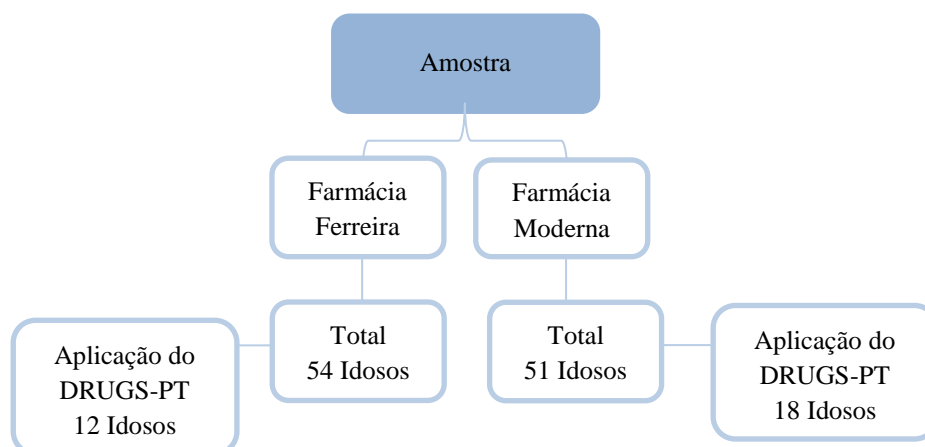 Amostra
Farmácia
Ferreira
Farmácia
Moderna
Aplicação do
DRUGS-PT
12 Idosos
Total
54 Idosos
Total
51 Idosos
Aplicação do
DRUGS-PT
18 Idosos